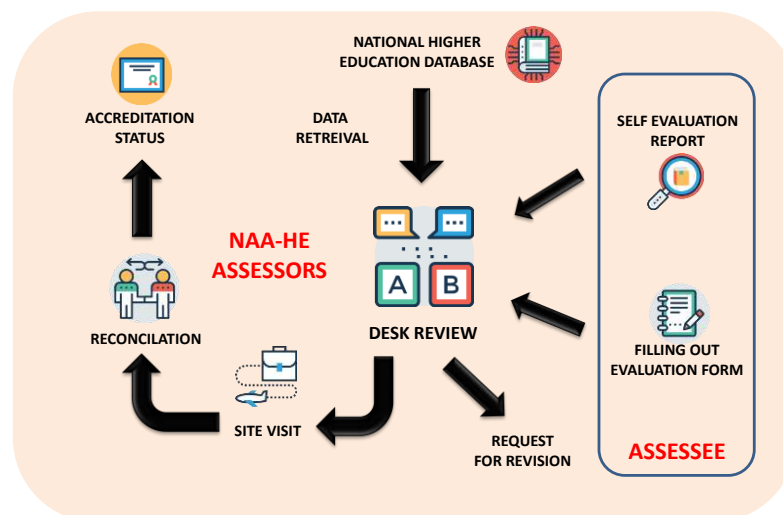 NATIONAL HIGHER
EDUCATION DATABASE
ACCREDITATION
STATUS
DATA
RETREIVAL
SELF EVALUATION
REPORT
NAA-HE
ASSESSORS
A B
DESK REVIEW
RECONCILATION
FILLING OUT
EVALUATION FORM
SITE VISIT
REQUEST
FOR REVISION
ASSESSEE